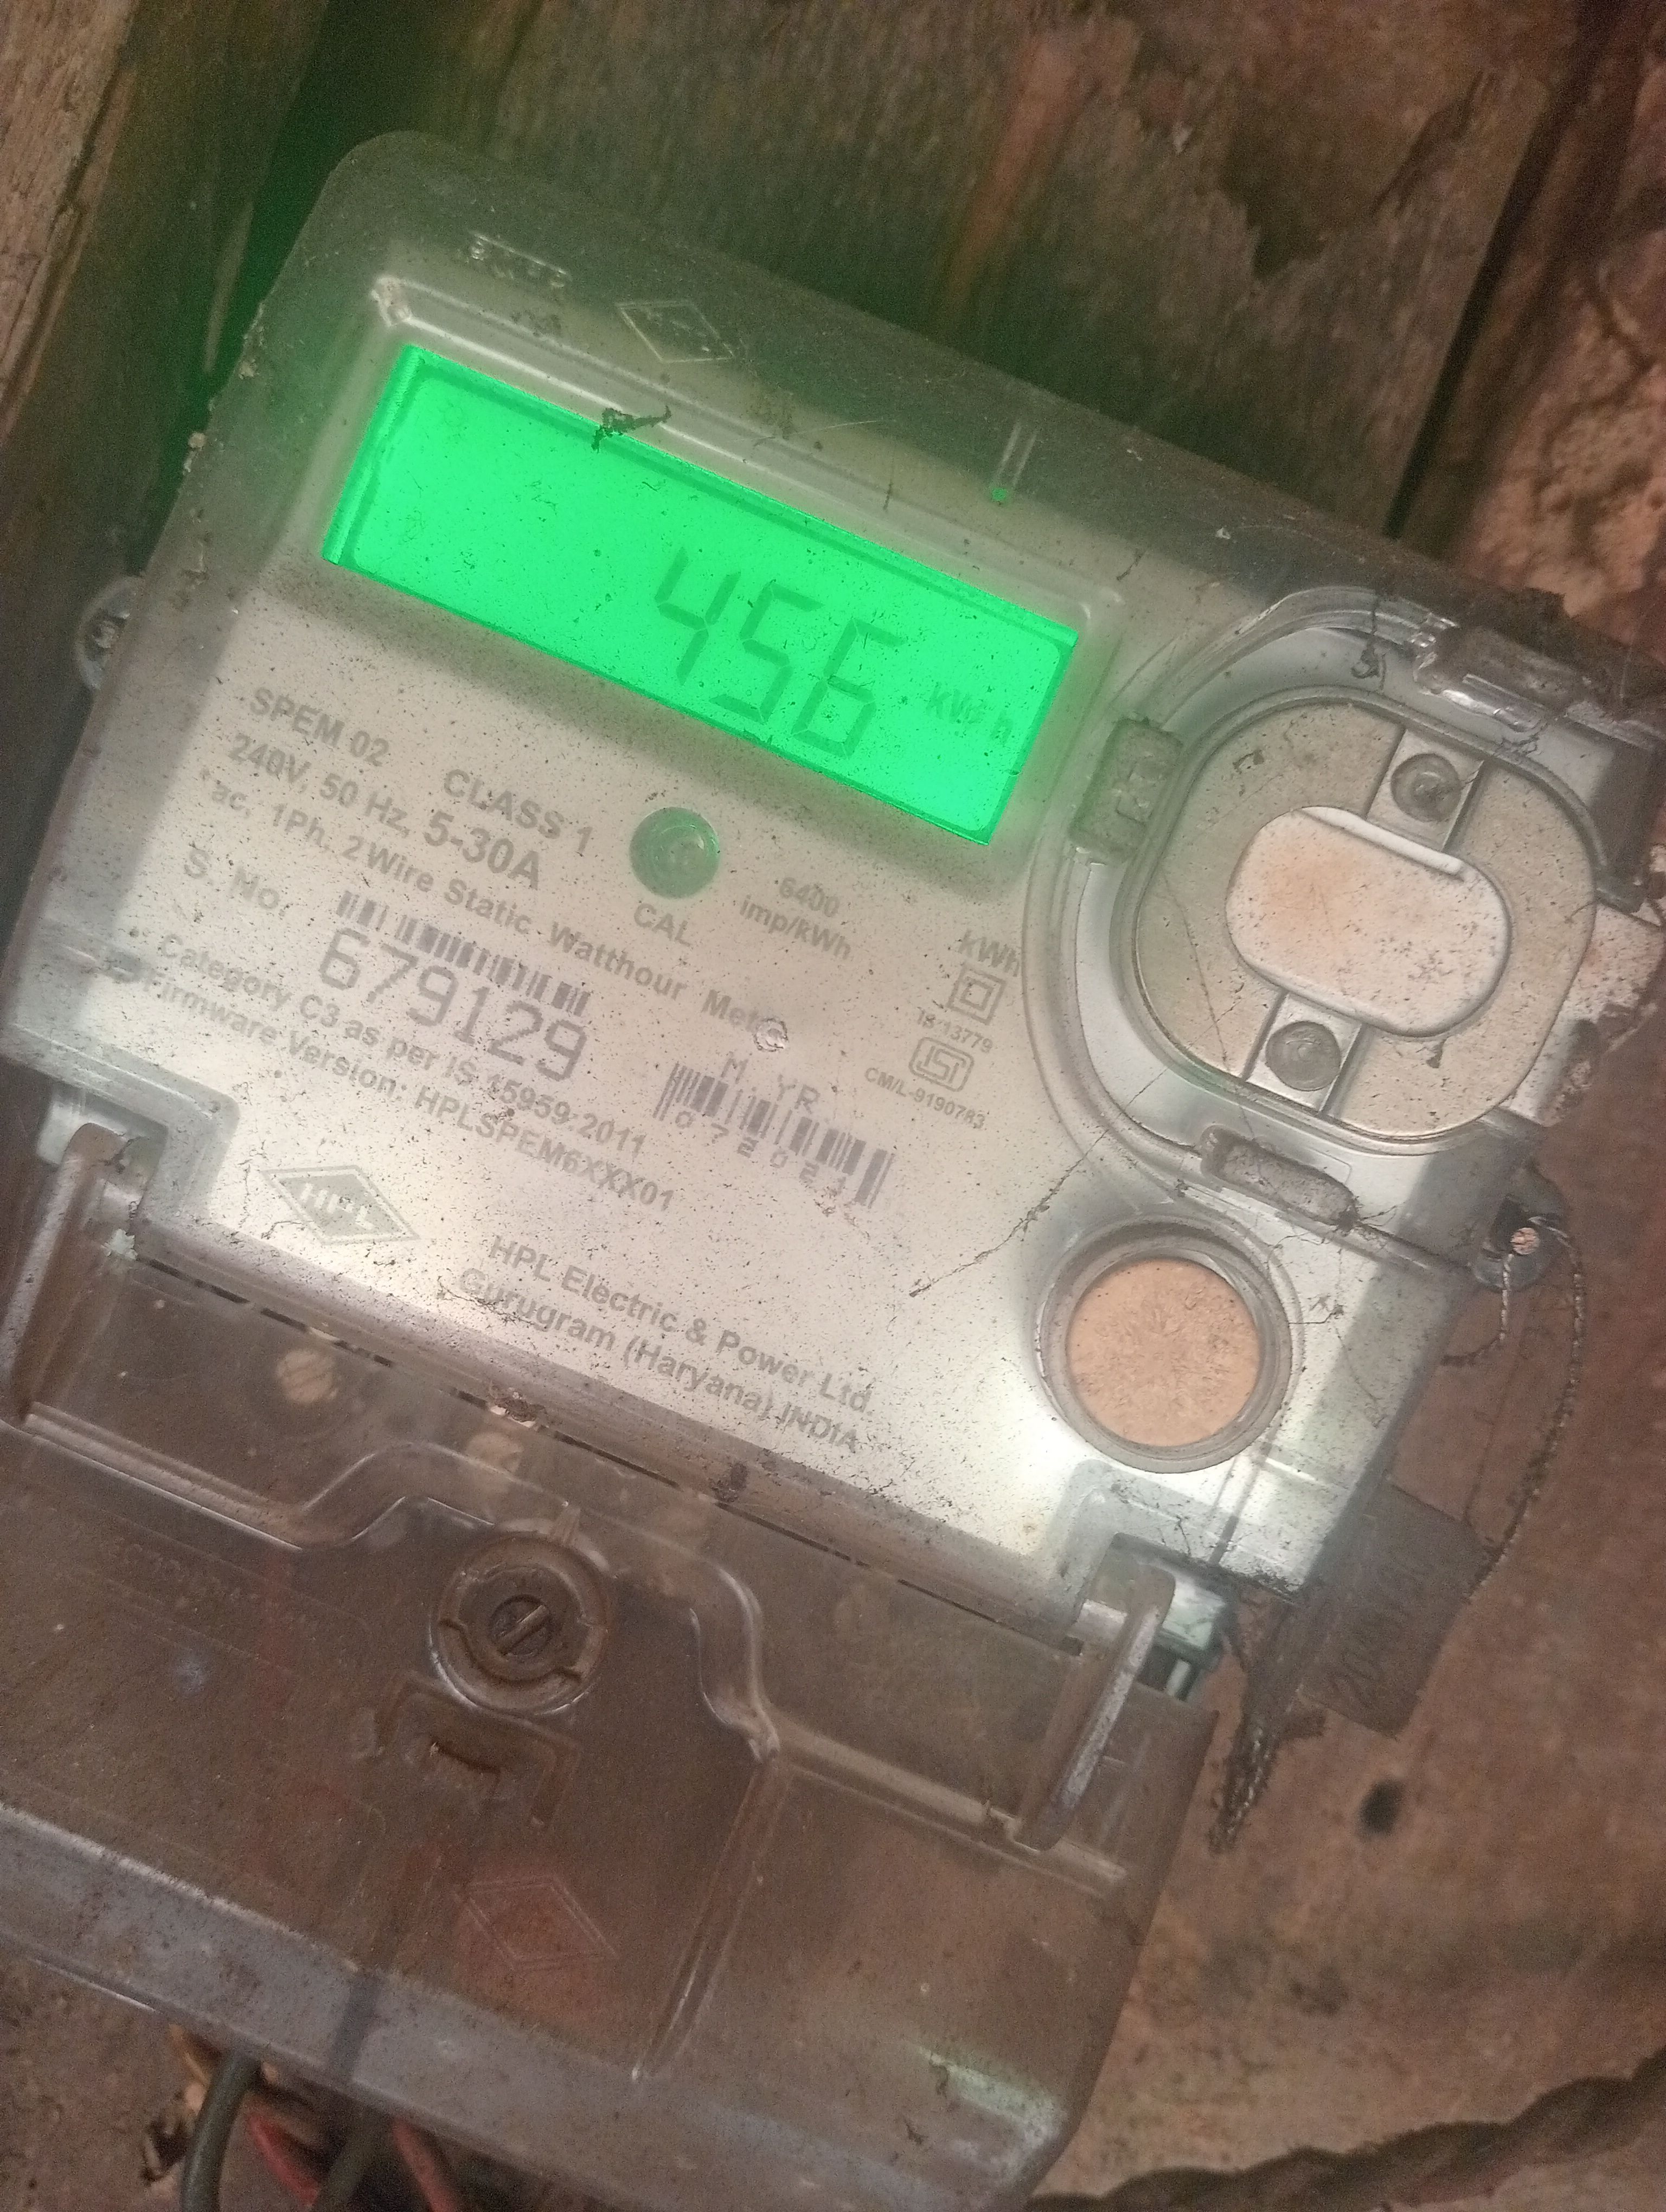 456 kWh
SPEM 02 CLASS 1
240V, 50 Hz, 5-30A
ac, 1Ph. 2Wire Static Watthour Meter
CAL
6400
imp/kWh
kWh
S. No.
679129
IS 13779
ISI
CM/L-9190783
Category C3 as per IS 15959:2011
Firmware Version: HPLSPEM6XXX01
M YR
HPL
HPL Electric & Power Ltd.
Gurugram (Haryana) INDIA